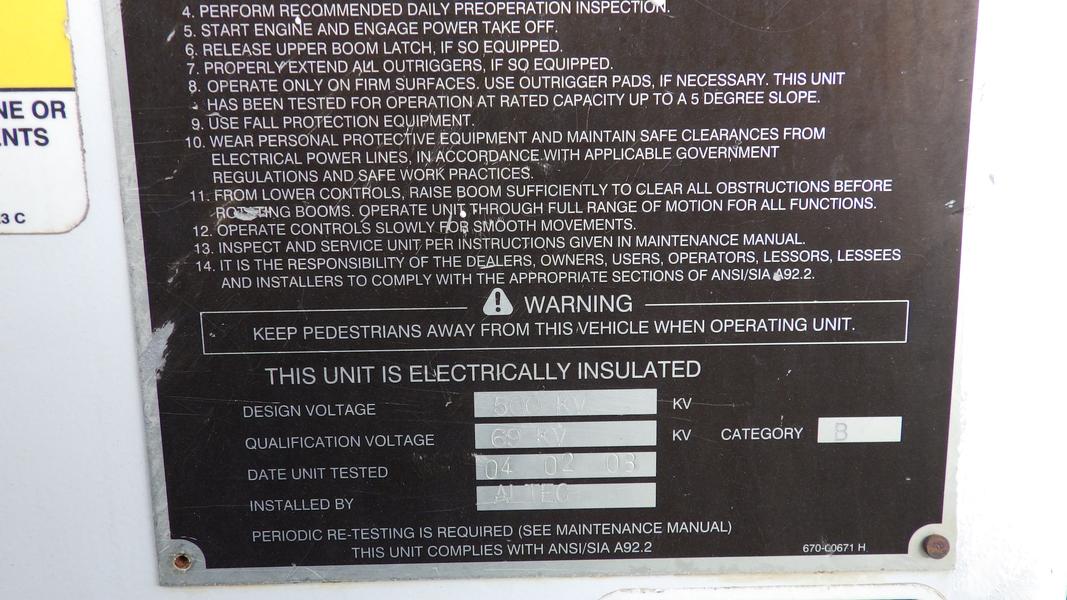 NE OR
NTS
3 C
4. PERFORM RECOMMENDED DAILY PREOPERATION INSPECTION.
5. START ENGINE AND ENGAGE POWER TAKE OFF.
6. RELEASE UPPER BOOM LATCH, IF SO EQUIPPED.
7. PROPERLY EXTEND ALL OUTRIGGERS, IF SO EQUIPPED.
8. OPERATE ONLY ON FIRM SURFACES. USE OUTRIGGER PADS, IF NECESSARY. THIS UNIT
HAS BEEN TESTED FOR OPERATION AT RATED CAPACITY UP TO A 5 DEGREE SLOPE.
9. USE FALL PROTECTION EQUIPMENT.
10. WEAR PERSONAL PROTECTIVE EQUIPMENT AND MAINTAIN SAFE CLEARANCES FROM
ELECTRICAL POWER LINES, IN ACCORDANCE WITH APPLICABLE GOVERNMENT
REGULATIONS AND SAFE WORK PRACTICES.
11. FROM LOWER CONTROLS, RAISE BOOM SUFFICIENTLY TO CLEAR ALL OBSTRUCTIONS BEFORE
ROTATING BOOMS. OPERATE UNIT THROUGH FULL RANGE OF MOTION FOR ALL FUNCTIONS.
12. OPERATE CONTROLS SLOWLY FOR SMOOTH MOVEMENTS.
13. INSPECT AND SERVICE UNIT PER INSTRUCTIONS GIVEN IN MAINTENANCE MANUAL.
14. IT IS THE RESPONSIBILITY OF THE DEALERS, OWNERS, USERS, OPERATORS, LESSORS, LESSEES
AND INSTALLERS TO COMPLY WITH THE APPROPRIATE SECTIONS OF ANSI/SIA A92.2.
WARNING
KEEP PEDESTRIANS AWAY FROM THIS VEHICLE WHEN OPERATING UNIT.
THIS UNIT IS ELECTRICALLY INSULATED
DESIGN VOLTAGE 500 KV KV
QUALIFICATION VOLTAGE 69 KV KV CATEGORY B
DATE UNIT TESTED 04 02 03
INSTALLED BY ALTEC
PERIODIC RE-TESTING IS REQUIRED (SEE MAINTENANCE MANUAL)
THIS UNIT COMPLIES WITH ANSI/SIA A92.2
670-C0671 H